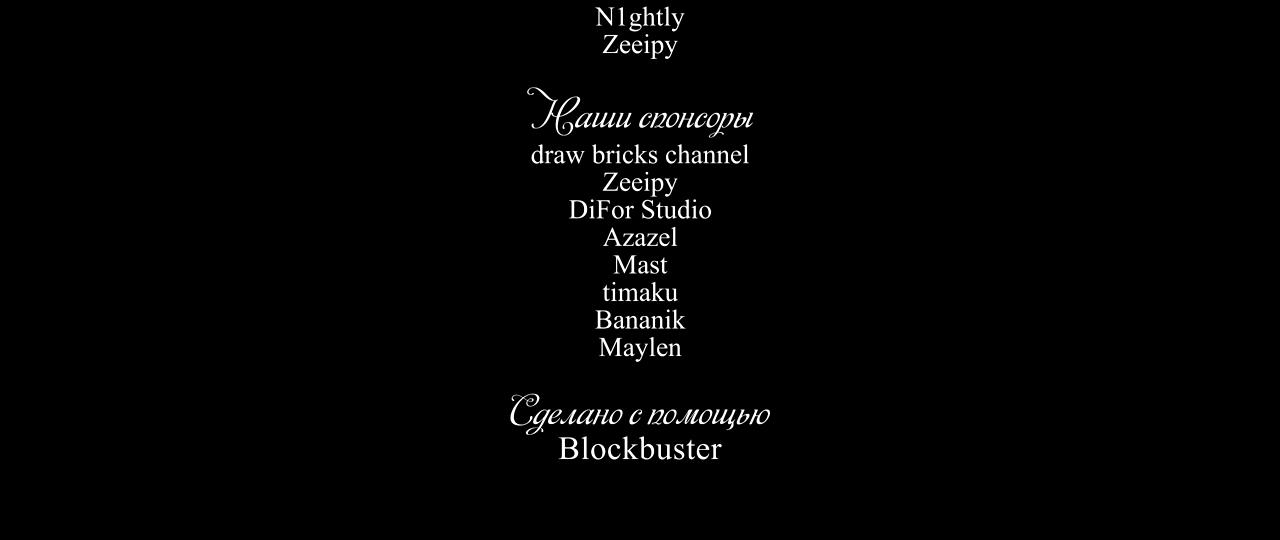 N1ghtly
Zeeipy
Наши спонсоры
draw bricks channel
Zeeipy
DiFor Studio
Azazel
Mast
timaku
Bananik
Maylen
Сделано с помощью
Blockbuster